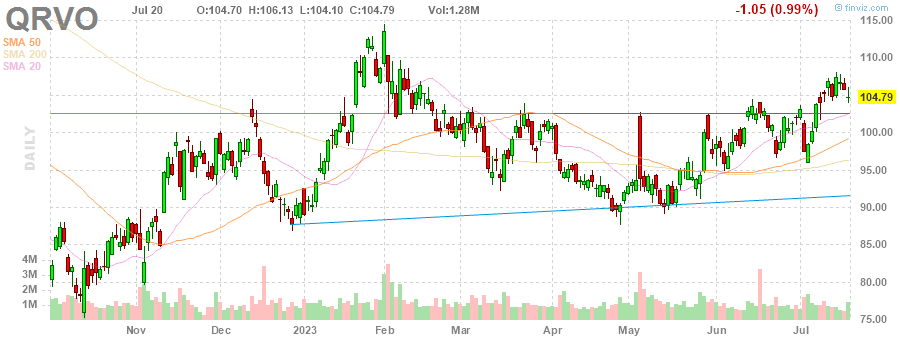 QRVO Jul 20 O:104.70 H:106.13 L:104.10 C:104.79 Vol:1.28M -1.05 (0.99%) @ finviz.com
SMA 50
SMA 200
SMA 20
DAILY
115.00
110.00
104.79
100.00
95.00
90.00
85.00
80.00
75.00
4M
3M
2M
1M
Nov Dec 2023 Feb Mar Apr May Jun Jul